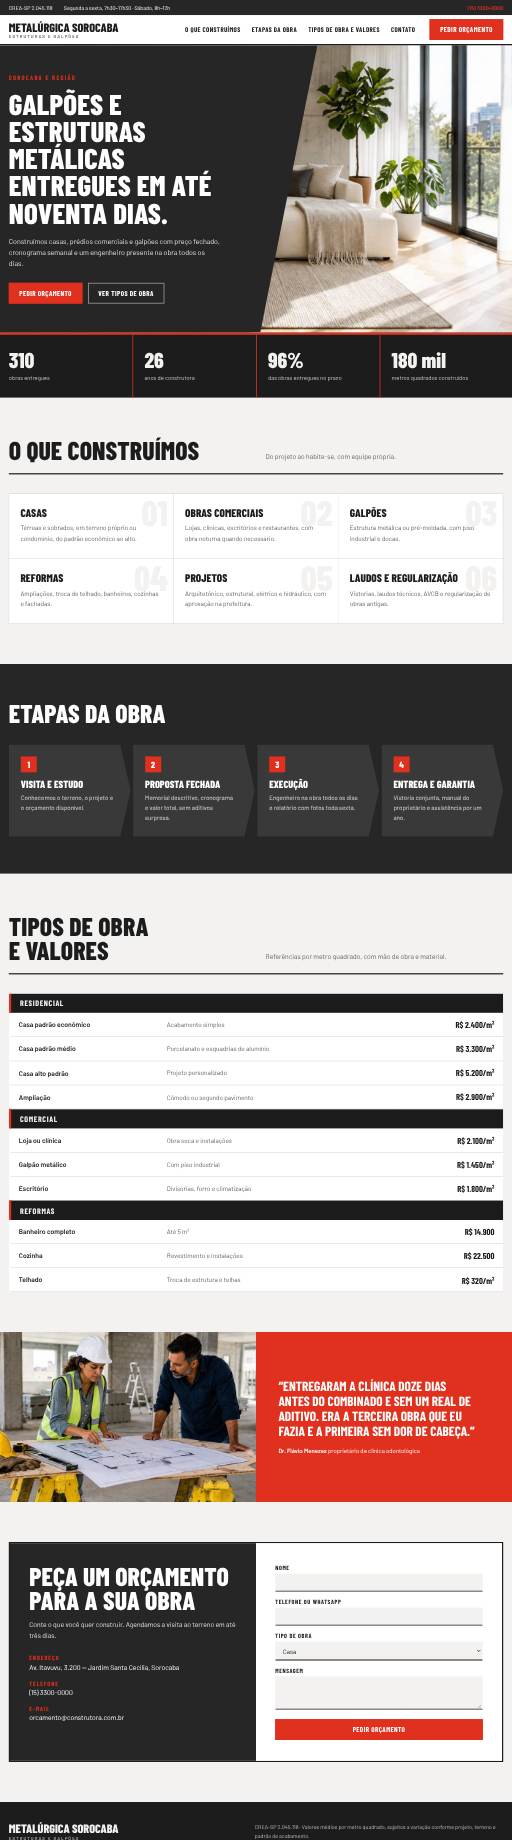 CREA-SP 2.045.118 Segunda a sexta, 7h30–17h30 · Sábado, 8h–12h (15) 3300-0000
METALÚRGICA SOROCABA
ESTRUTURAS E GALPÕES
O QUE CONSTRUÍMOS ETAPAS DA OBRA TIPOS DE OBRA E VALORES CONTATO PEDIR ORÇAMENTO
SOROCABA E REGIÃO
GALPÕES E
ESTRUTURAS
METÁLICAS
ENTREGUES EM ATÉ
NOVENTA DIAS.
Construímos casas, prédios comerciais e galpões com preço fechado,
cronograma semanal e um engenheiro presente na obra todos os
dias.
PEDIR ORÇAMENTO VER TIPOS DE OBRA
310 26 96% 180 mil
obras entregues anos de construtora das obras entregues no prazo metros quadrados construídos
O QUE CONSTRUÍMOS
Do projeto ao habite-se, com equipe própria.
01
CASAS
Térreas e sobrados, em terreno próprio ou
condomínio, do padrão econômico ao alto.
02
OBRAS COMERCIAIS
Lojas, clínicas, escritórios e restaurantes, com
obra noturna quando necessário.
03
GALPÕES
Estrutura metálica ou pré-moldada, com piso
industrial e docas.
04
REFORMAS
Ampliações, troca de telhado, banheiros, cozinhas
e fachadas.
05
PROJETOS
Arquitetônico, estrutural, elétrico e hidráulico, com
aprovação na prefeitura.
06
LAUDOS E REGULARIZAÇÃO
Vistorias, laudos técnicos, AVCB e regularização de
obras antigas.
ETAPAS DA OBRA
1
VISITA E ESTUDO
Conhecemos o terreno, o projeto e
o orçamento disponível.
2
PROPOSTA FECHADA
Memorial descritivo, cronograma
e valor total, sem aditivos
surpresa.
3
EXECUÇÃO
Engenheiro na obra todos os dias
e relatório com fotos toda sexta.
4
ENTREGA E GARANTIA
Vistoria conjunta, manual do
proprietário e assistência por um
ano.
TIPOS DE OBRA
E VALORES
Referências por metro quadrado, com mão de obra e material.
RESIDENCIAL
Casa padrão econômico Acabamento simples R$ 2.400/m²
Casa padrão médio Porcelanato e esquadrias de alumínio R$ 3.300/m²
Casa alto padrão Projeto personalizado R$ 5.200/m²
Ampliação Cômodo ou segundo pavimento R$ 2.900/m²
COMERCIAL
Loja ou clínica Obra seca e instalações R$ 2.100/m²
Galpão metálico Com piso industrial R$ 1.450/m²
Escritório Divisórias, forro e climatização R$ 1.800/m²
REFORMAS
Banheiro completo Até 5 m² R$ 14.900
Cozinha Revestimento e instalações R$ 22.500
Telhado Troca de estrutura e telhas R$ 320/m²
“ENTREGARAM A CLÍNICA DOZE DIAS
ANTES DO COMBINADO E SEM UM REAL DE
ADITIVO. ERA A TERCEIRA OBRA QUE EU
FAZIA E A PRIMEIRA SEM DOR DE CABEÇA.”
Dr. Flávio Meneses proprietário de clínica odontológica
PEÇA UM ORÇAMENTO
PARA A SUA OBRA
Conte o que você quer construir. Agendamos a visita ao terreno em até
três dias.
ENDEREÇO
Av. Itavuvu, 3.200 — Jardim Santa Cecília, Sorocaba
TELEFONE
(15) 3300-0000
E-MAIL
orcamento@construtora.com.br
NOME
TELEFONE OU WHATSAPP
TIPO DE OBRA
Casa
MENSAGEM
PEDIR ORÇAMENTO
METALÚRGICA SOROCABA
ESTRUTURAS E GALPÕES
CREA-SP 2.045.118 · Valores médios por metro quadrado, sujeitos a variação conforme projeto, terreno e
padrão de acabamento.